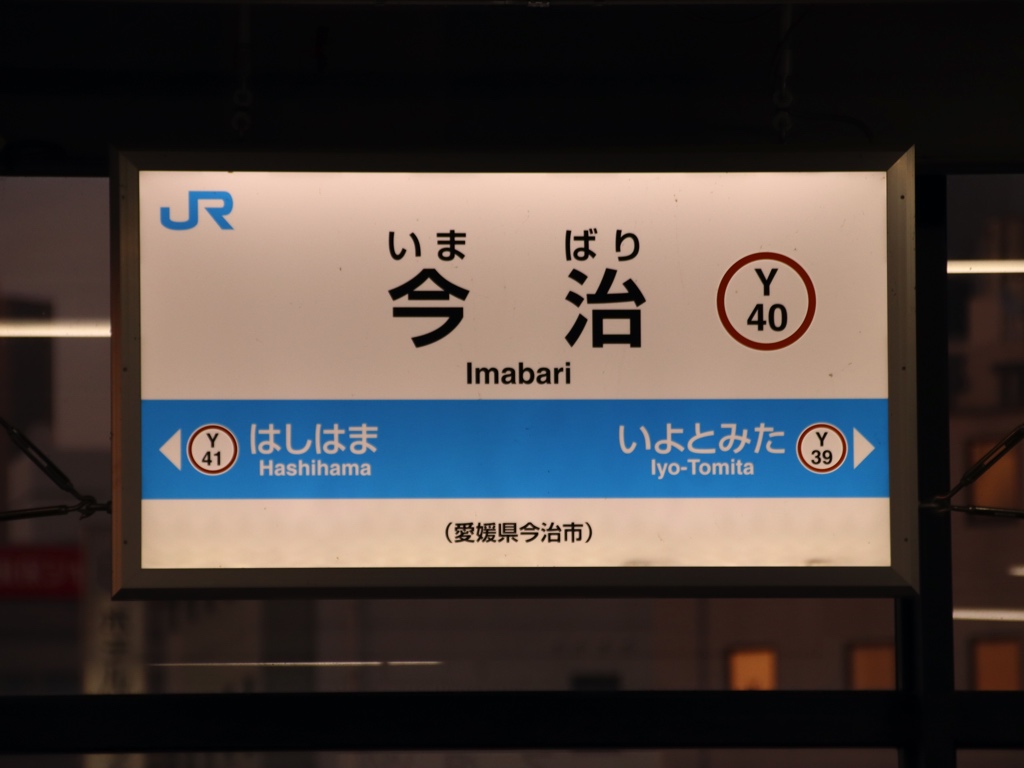 JR
いま ばり
今 治
Imabari
Y
40
Y
41
はしはま
Hashihama
いよとみた
Iyo-Tomita
Y
39
(愛媛県今治市)